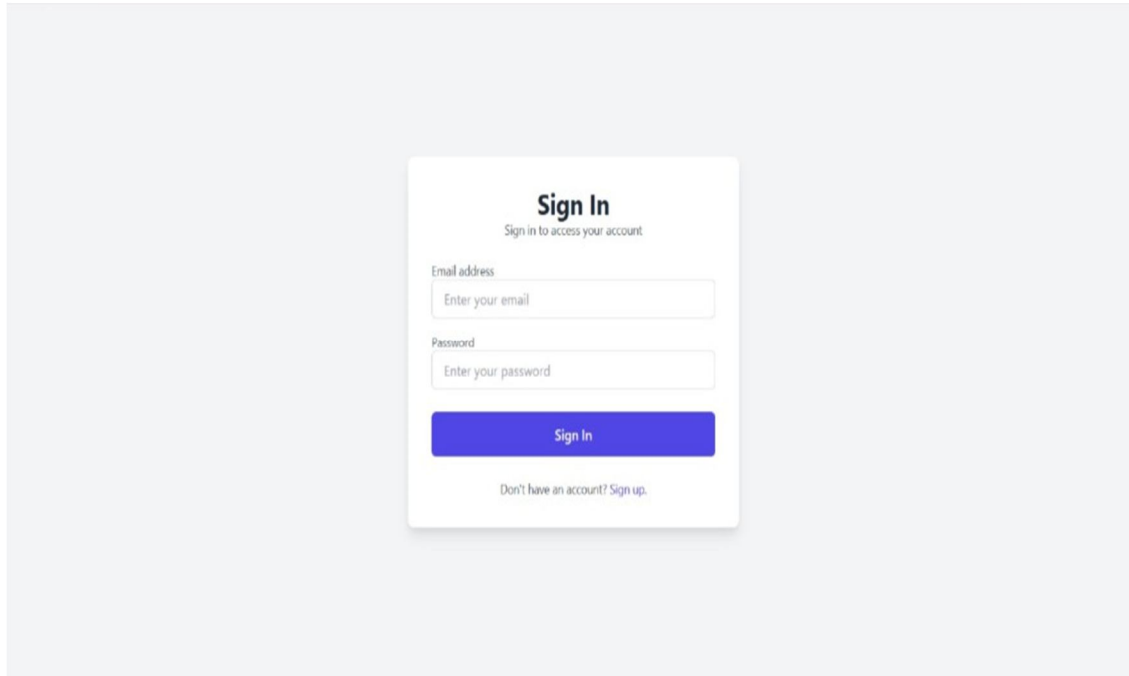 Sign In
Sign in to access your account
Email address
Enter your email
Password
Enter your password
Sign In
Don't have an account? Sign up.